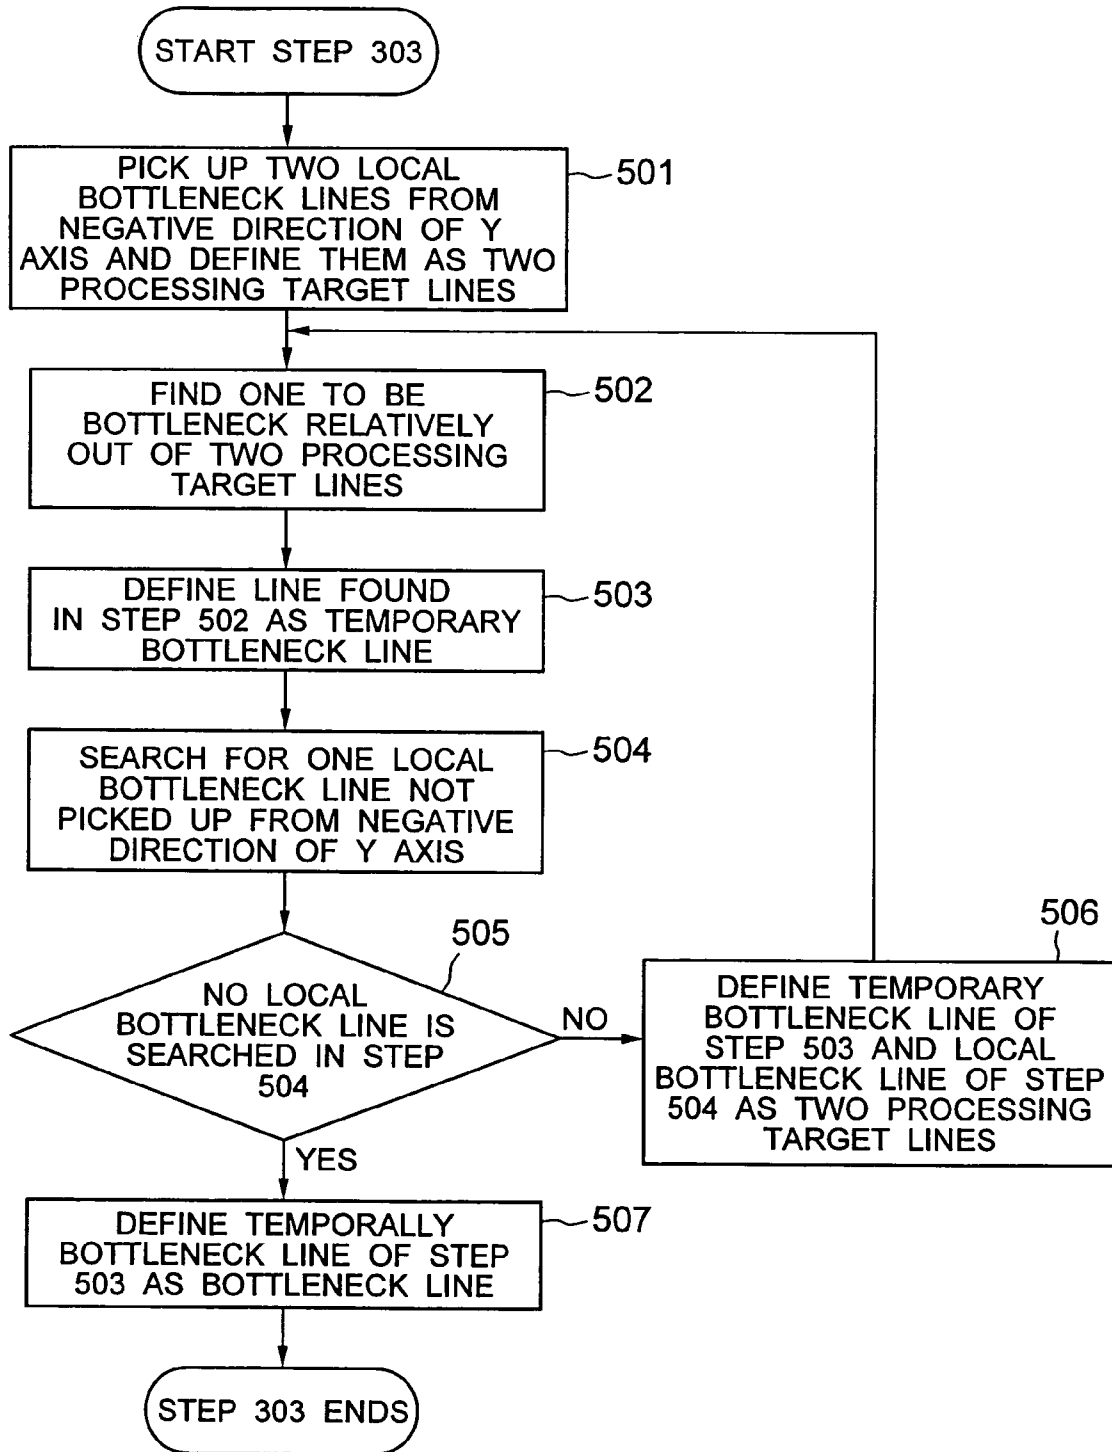 START STEP 303
PICK UP TWO LOCAL
BOTTLENECK LINES FROM
NEGATIVE DIRECTION OF Y
AXIS AND DEFINE THEM AS TWO
PROCESSING TARGET LINES
501
FIND ONE TO BE
BOTTLENECK RELATIVELY
OUT OF TWO PROCESSING
TARGET LINES
502
DEFINE LINE FOUND
IN STEP 502 AS TEMPORARY
BOTTLENECK LINE
503
SEARCH FOR ONE LOCAL
BOTTLENECK LINE NOT
PICKED UP FROM NEGATIVE
DIRECTION OF Y AXIS
504
505
NO LOCAL
BOTTLENECK LINE IS
SEARCHED IN STEP
504
NO
506
DEFINE TEMPORARY
BOTTLENECK LINE OF
STEP 503 AND LOCAL
BOTTLENECK LINE OF STEP
504 AS TWO PROCESSING
TARGET LINES
YES
DEFINE TEMPORALLY
BOTTLENECK LINE OF STEP
503 AS BOTTLENECK LINE
507
STEP 303 ENDS